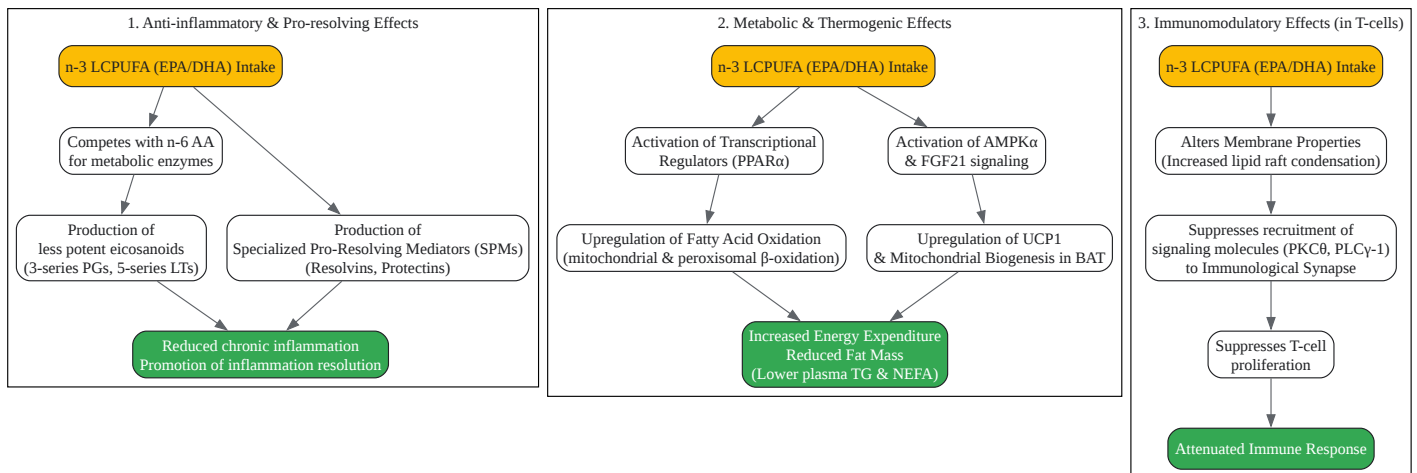 1. Anti-inflammatory & Pro-resolving Effects
n-3 LCPUFA (EPA/DHA) Intake
Competes with n-6 AA
for metabolic enzymes
Production of
less potent eicosanoids
(3-series PGs, 5-series LTs)
Production of
Specialized Pro-Resolving Mediators (SPMs)
(Resolvins, Protectins)
Reduced chronic inflammation
Promotion of inflammation resolution
2. Metabolic & Thermogenic Effects
n-3 LCPUFA (EPA/DHA) Intake
Activation of Transcriptional
Regulators (PPARα)
Activation of AMPKα
& FGF21 signaling
Upregulation of Fatty Acid Oxidation
(mitochondrial & peroxisomal β-oxidation)
Upregulation of UCP1
& Mitochondrial Biogenesis in BAT
Increased Energy Expenditure
Reduced Fat Mass
(Lower plasma TG & NEFA)
3. Immunomodulatory Effects (in T-cells)
n-3 LCPUFA (EPA/DHA) Intake
Alters Membrane Properties
(Increased lipid raft condensation)
Suppresses recruitment of
signaling molecules (PKCθ, PLCγ-1)
to Immunological Synapse
Suppresses T-cell
proliferation
Attenuated Immune Response